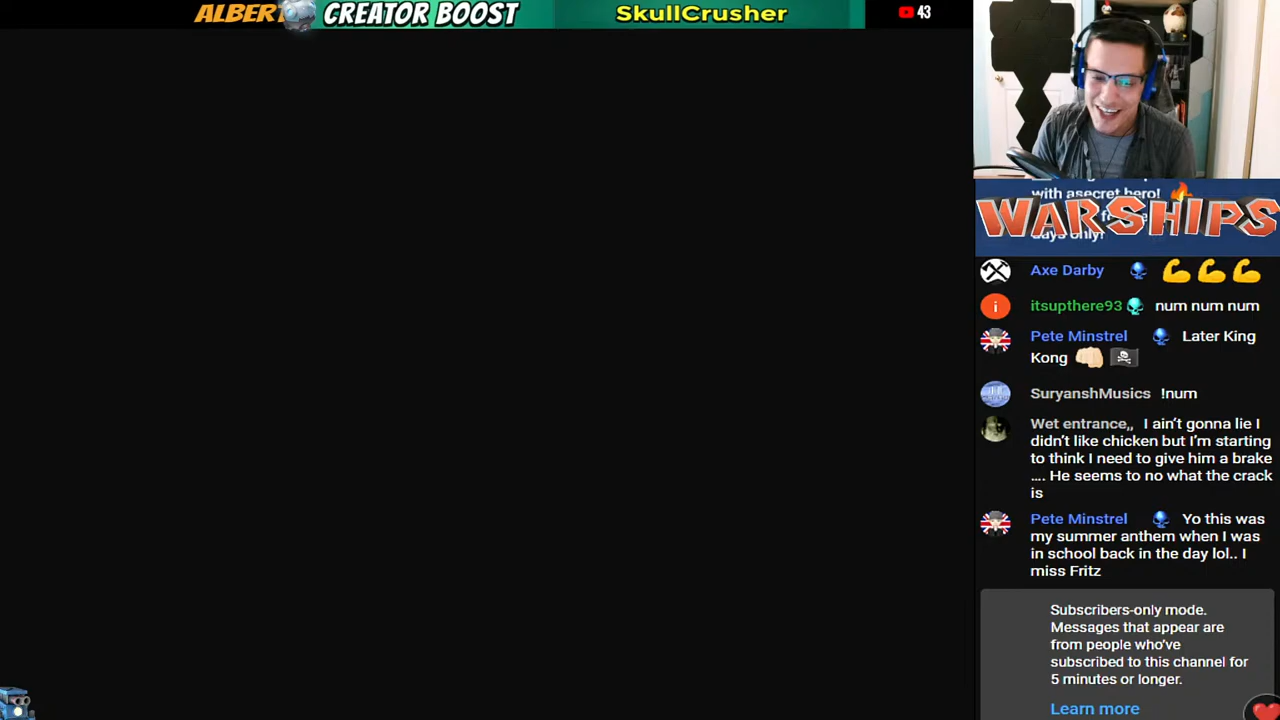 ALBERT
CREATOR BOOST
SkullCrusher
43
with asecret hero!
WARSHIPS
days only!
Axe Darby
itsupthere93 num num num
Pete Minstrel Later King
Kong
SuryanshMusics !num
Wet entrance,, I ain't gonna lie I
didn't like chicken but I'm starting
to think I need to give him a brake
.... He seems to no what the crack
is
Pete Minstrel Yo this was
my summer anthem when I was
in school back in the day lol.. I
miss Fritz
Subscribers-only mode.
Messages that appear are
from people who've
subscribed to this channel for
5 minutes or longer.
Learn more